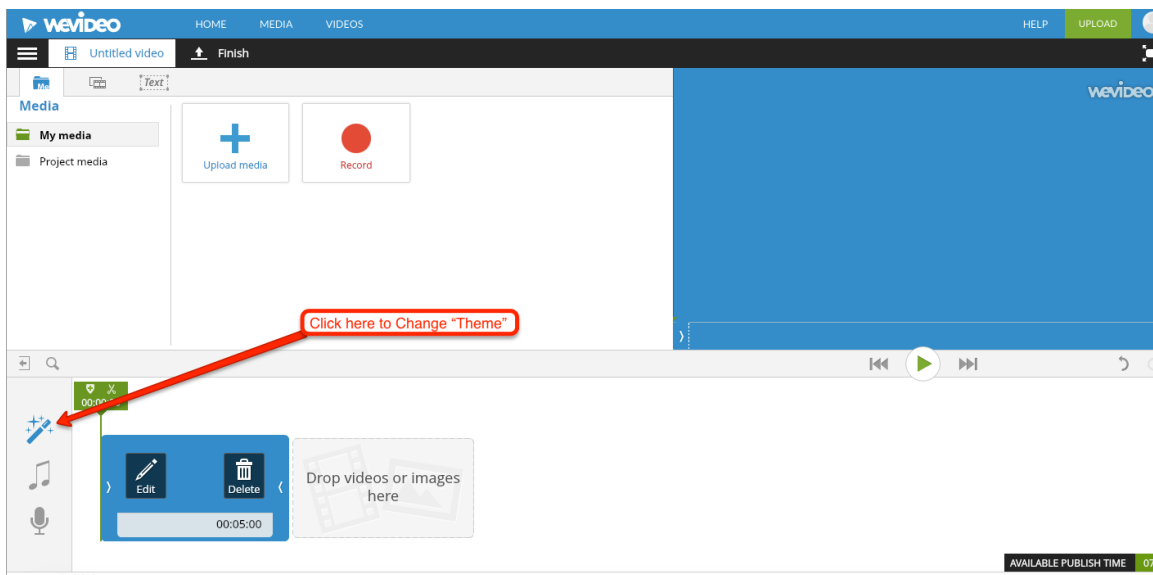 WeVideo
HOME
MEDIA
VIDEOS
HELP
UPLOAD
Untitled video
Finish
Text
wevideo
Media
My media
Project media
Upload media
Record
Click here to Change “Theme”
Edit
Delete
00:05:00
Drop videos or images
here
AVAILABLE PUBLISH TIME
07